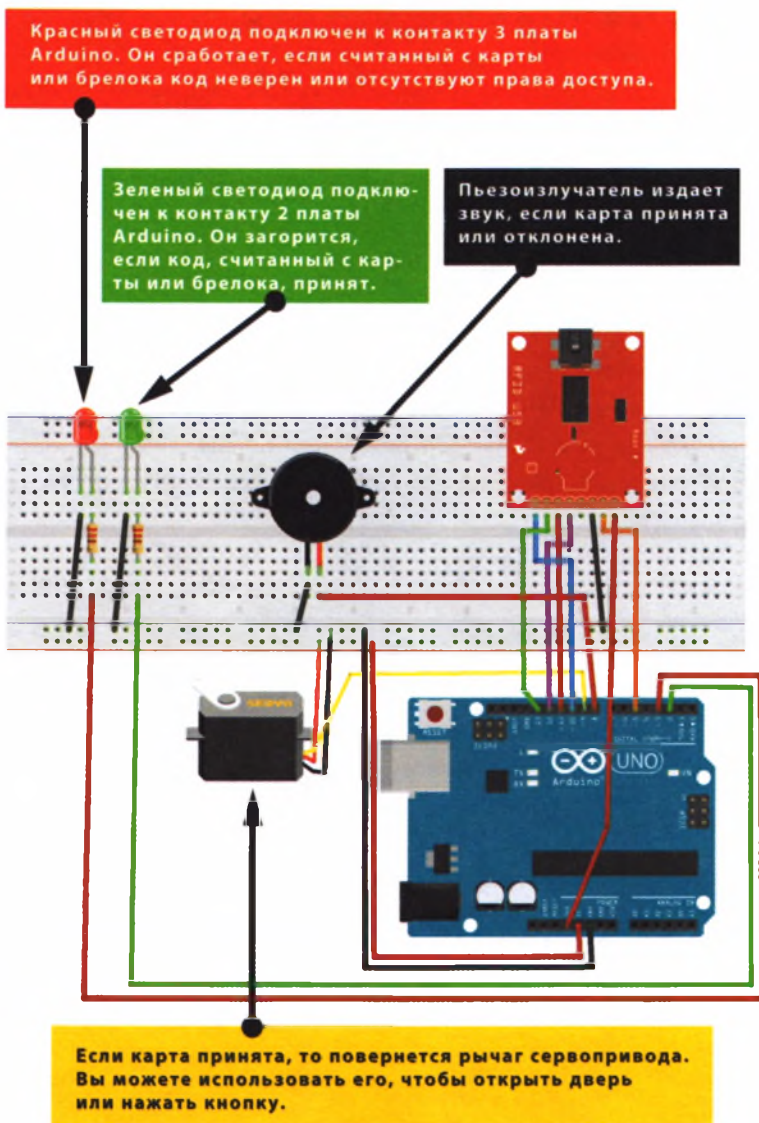 Красный светодиод подключен к контакту 3 платы
Arduino. Он сработает, если считанный с карты
или брелока код неверен или отсутствуют права доступа.
Зеленый светодиод подклю-
чен к контакту 2 платы
Arduino. Он загорится,
если код, считанный с кар-
ты или брелока, принят.
Пьезоизлучатель издает
звук, если карта принята
или отклонена.
RESET
UNO
Arduino
Если карта принята, то повернется рычаг сервопривода.
Вы можете использовать его, чтобы открыть дверь
или нажать кнопку.